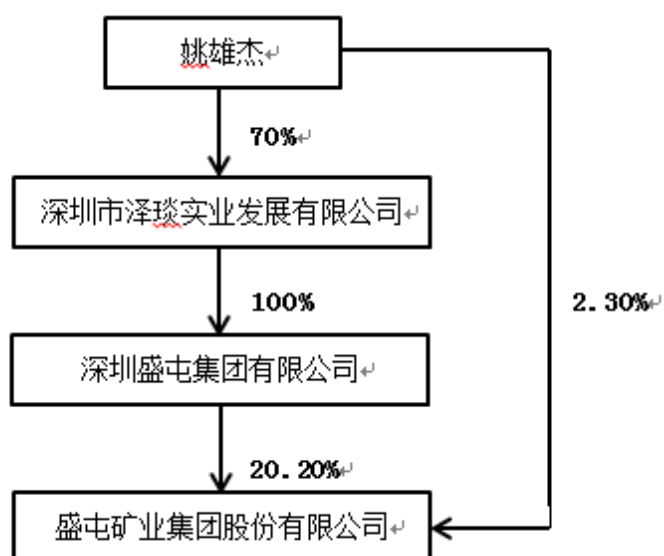 姚雄杰
70%
深圳市泽琰实业发展有限公司
100%
2.30%
深圳盛屯集团有限公司
20.20%
盛屯矿业集团股份有限公司